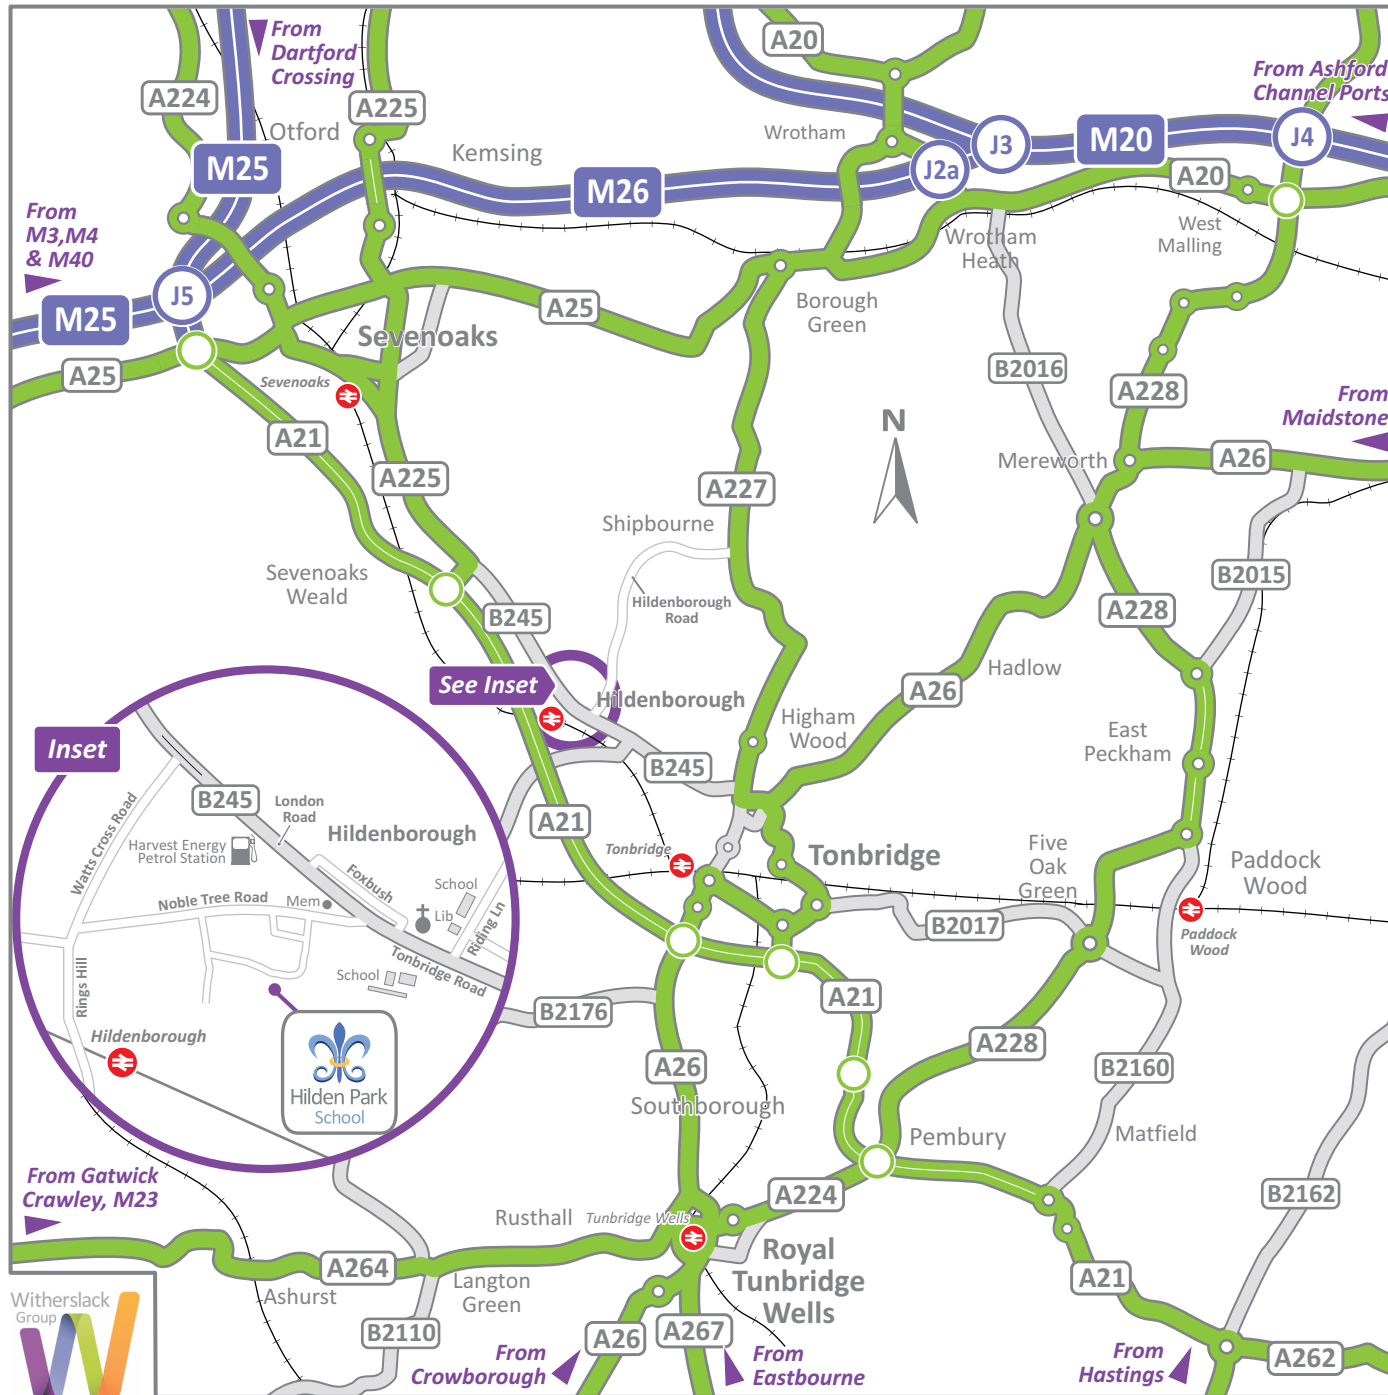 From
Dartford
Crossing
A20
From Ashford
Channel Ports
A224
A225
Otford
Wrotham
J3
M20
J4
Kemsing
M25
J2a
M26
A20
From
M3,M4
& M40
West
Malling
Wrotham
Heath
J5
M25
A25
Borough
Green
Sevenoaks
A25
B2016
Sevenoaks
A228
From
Maidstone
A21
N
Mereworth
A26
A225
A227
Shipbourne
Sevenoaks
Weald
B2015
Hildenborough
Road
B245
A228
Hadlow
See Inset
Hildenborough
A26
Higham
Wood
East
Peckham
Inset
B245
B245
London
Road
Hildenborough
A21
Harvest Energy
Petrol Station
Watts Cross Road
Foxbush
Tonbridge
Tonbridge
Five
Oak
Green
Paddock
Wood
School
Noble Tree Road
Mem
Lib
Riding Ln
B2017
Paddock
Wood
Tonbridge Road
School
Rings Hill
A21
B2176
Hildenborough
A228
Hilden Park
School
A26
B2160
Southborough
Pembury
Matfield
From Gatwick
Crawley, M23
A224
B2162
Rusthall
Tunbridge Wells
Royal
Tunbridge
Wells
A264
Langton
Green
Ashurst
A21
Witherslack
Group
B2110
A26
A267
From
Crowborough
From
Eastbourne
From
Hastings
A262